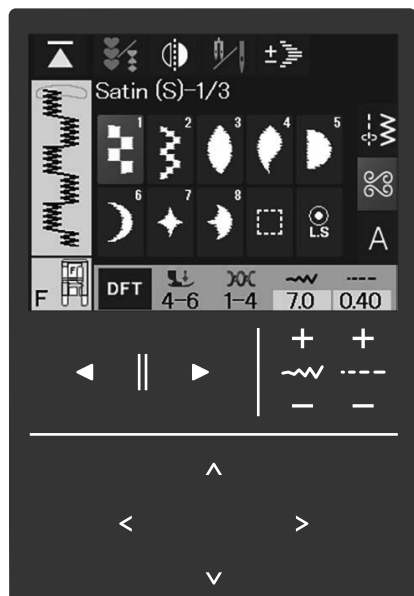 Satin (S)-1/3
1 2 3 4 5
6 7 8 L.S
A
F F DFT 4-6 1-4 7.0 0.40
+ +
- -